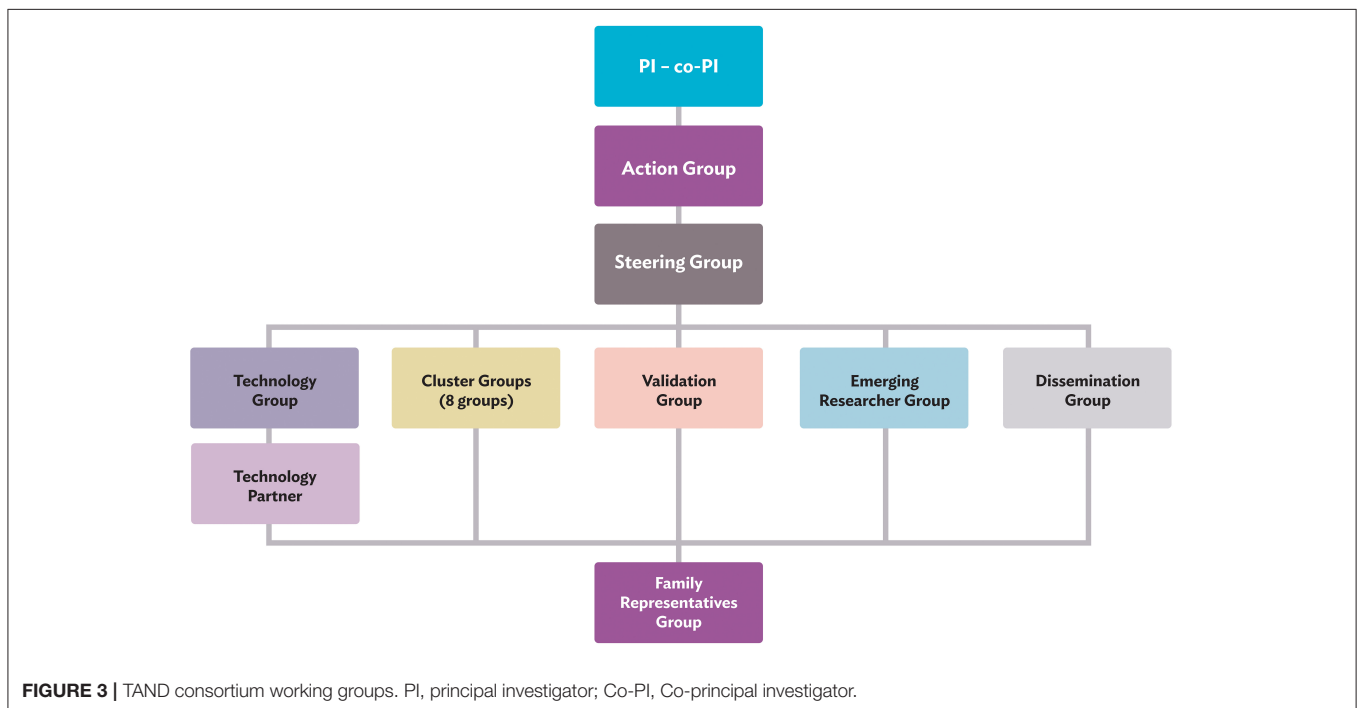 PI – co-PI
Action Group
Steering Group
Technology
Group
Cluster Groups
(8 groups)
Validation
Group
Emerging
Researcher Group
Dissemination
Group
Technology
Partner
Family
Representatives
Group
FIGURE 3 | TAND consortium working groups. PI, principal investigator; Co-PI, Co-principal investigator.